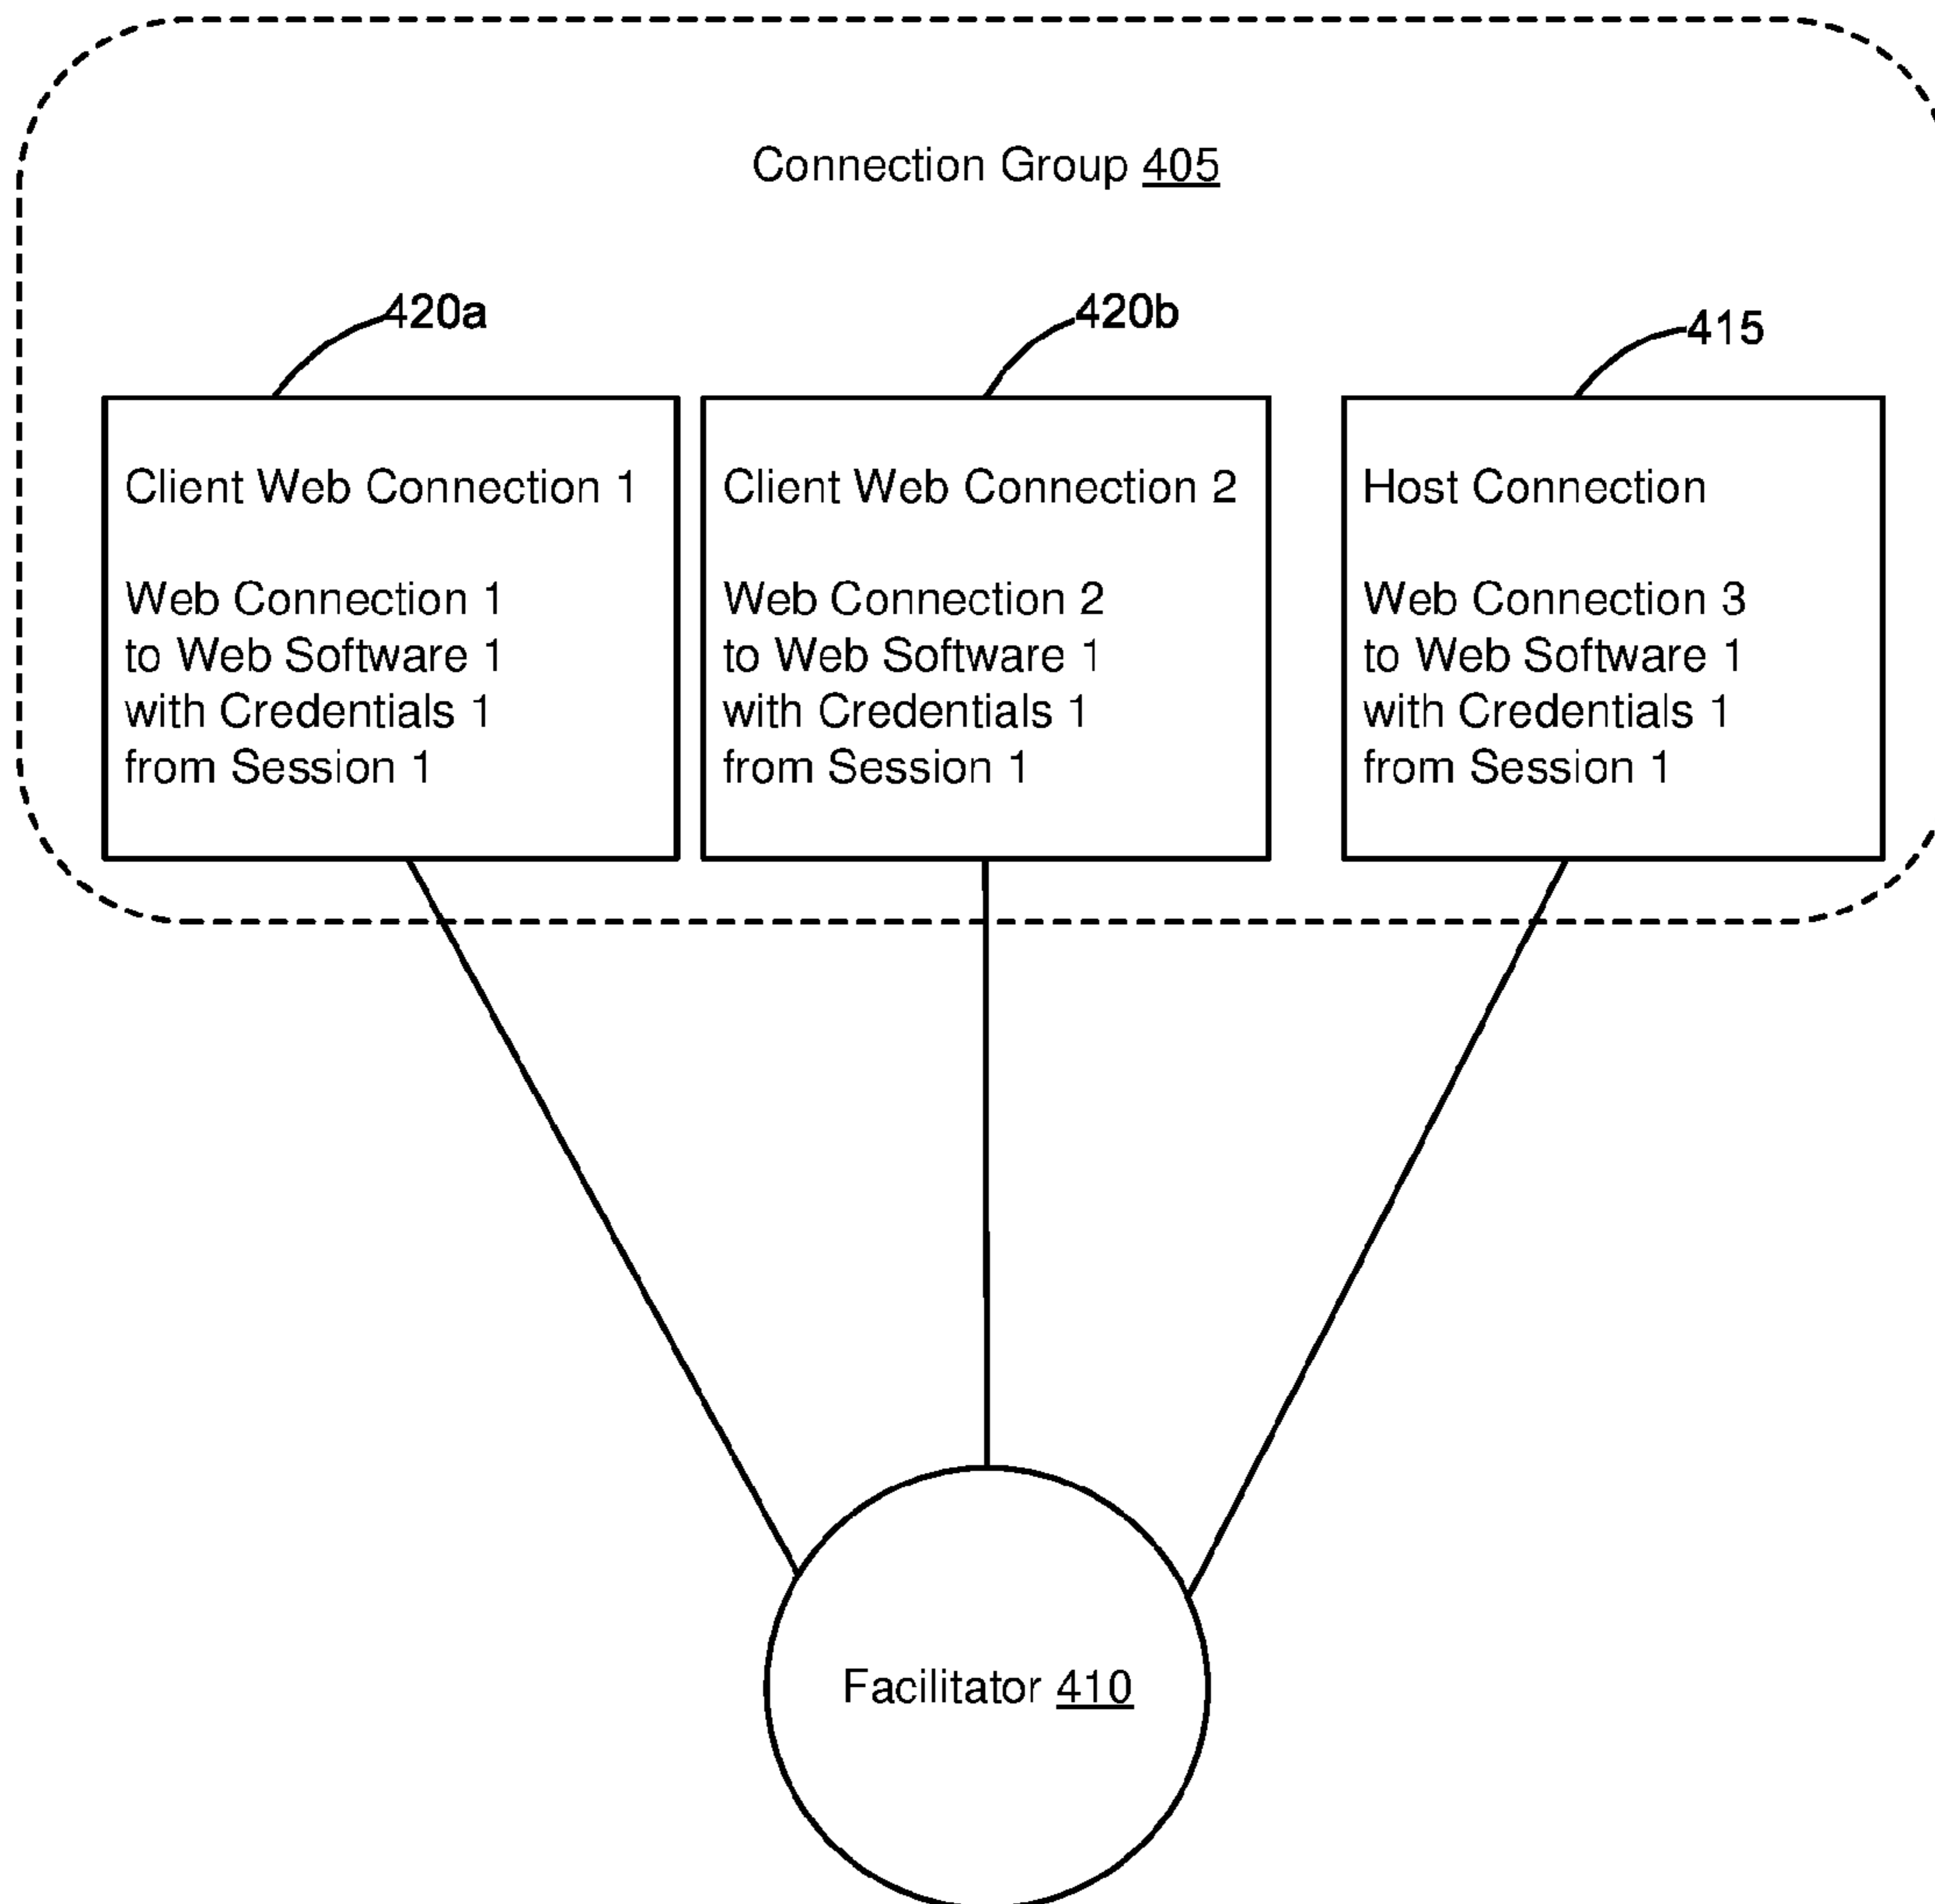 Connection Group 405
420a
420b
415
Client Web Connection 1
Web Connection 1
to Web Software 1
with Credentials 1
from Session 1
Client Web Connection 2
Web Connection 2
to Web Software 1
with Credentials 1
from Session 1
Host Connection
Web Connection 3
to Web Software 1
with Credentials 1
from Session 1
Facilitator 410